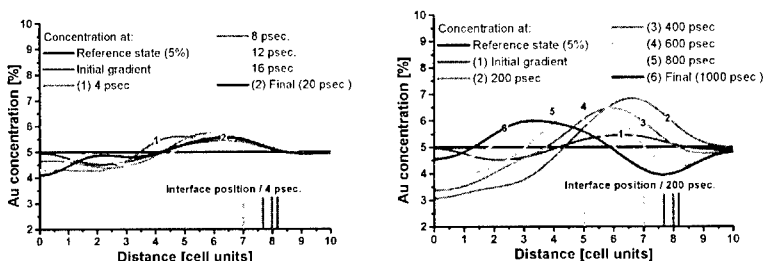 Concentration at:
Reference state (5%)
Initial gradient
(1) 4 psec
8 psec.
12 psec.
16 psec
(2) Final (20 psec.)
Au concentration [%]
10
9
8
7
6
5
4
3
2
1
2
Interface position / 4 psec.
0 1 2 3 4 5 6 7 8 9 10
Distance [cell units]
Concentration at:
Reference state (5%)
(1) Initial gradient
(2) 200 psec
(3) 400 psec
(4) 600 psec
(5) 800 psec
(6) Final (1000 psec.)
Au concentration [%]
10
9
8
7
6
5
4
3
2
6
5
4
3
2
1
Interface position / 200 psec.
0 1 2 3 4 5 6 7 8 9 10
Distance [cell units]